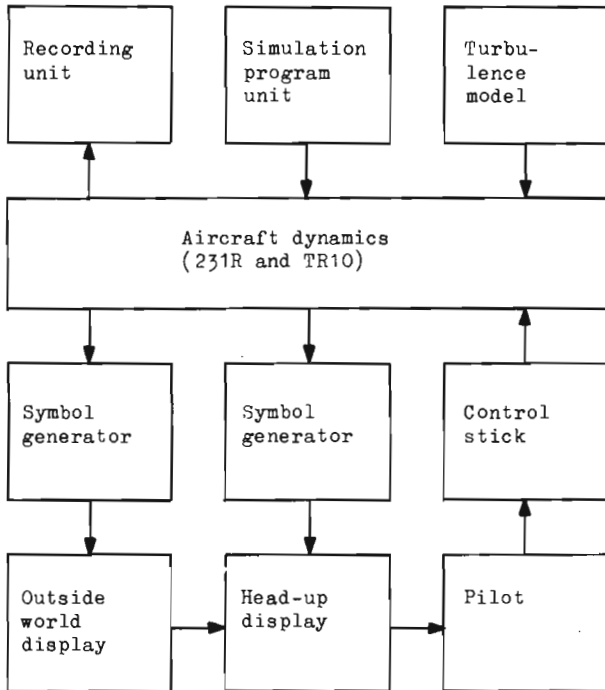 Recording
unit
Simulation
program
unit
Turbu-
lence
model
Aircraft dynamics
(231R and TR10)
Symbol
generator
Symbol
generator
Control
stick
Outside
world
display
Head-up
display
Pilot